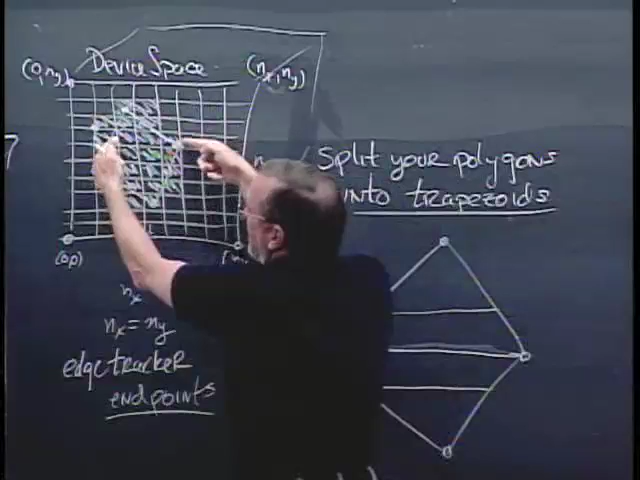 (0,ny)
Device Space
(nx,ny)
7
n
Split your polygons
into trapezoids
(0,0)
nx
nx = ny
edge tracker
endpoints